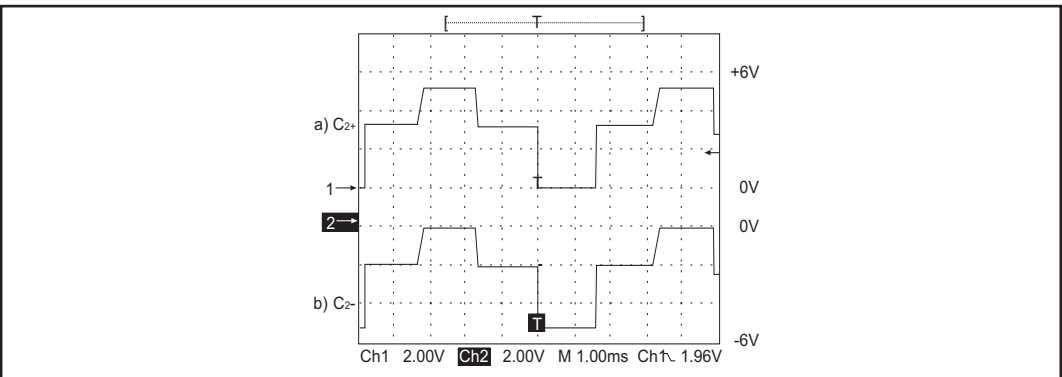 [ T ]
+6V
a) C2+
T
1
0V
2
0V
b) C2-
T
-6V
Ch1 2.00V Ch2 2.00V M 1.00ms Ch1 1.96V